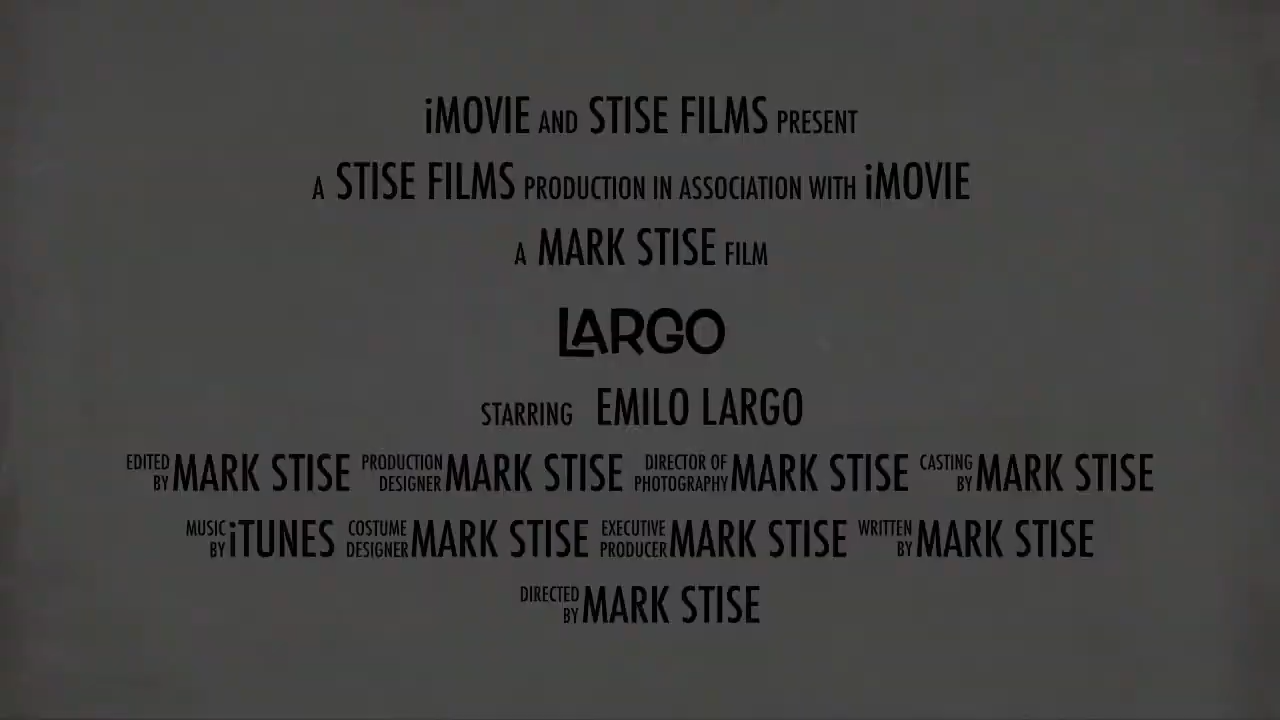 iMOVIE AND STISE FILMS PRESENT
A STISE FILMS PRODUCTION IN ASSOCIATION WITH iMOVIE
A MARK STISE FILM
LARGO
STARRING EMILO LARGO
EDITED BY MARK STISE PRODUCTION DESIGNER MARK STISE DIRECTOR OF PHOTOGRAPHY MARK STISE CASTING BY MARK STISE
MUSIC BY iTUNES COSTUME DESIGNER MARK STISE EXECUTIVE PRODUCER MARK STISE WRITTEN BY MARK STISE
DIRECTED BY MARK STISE